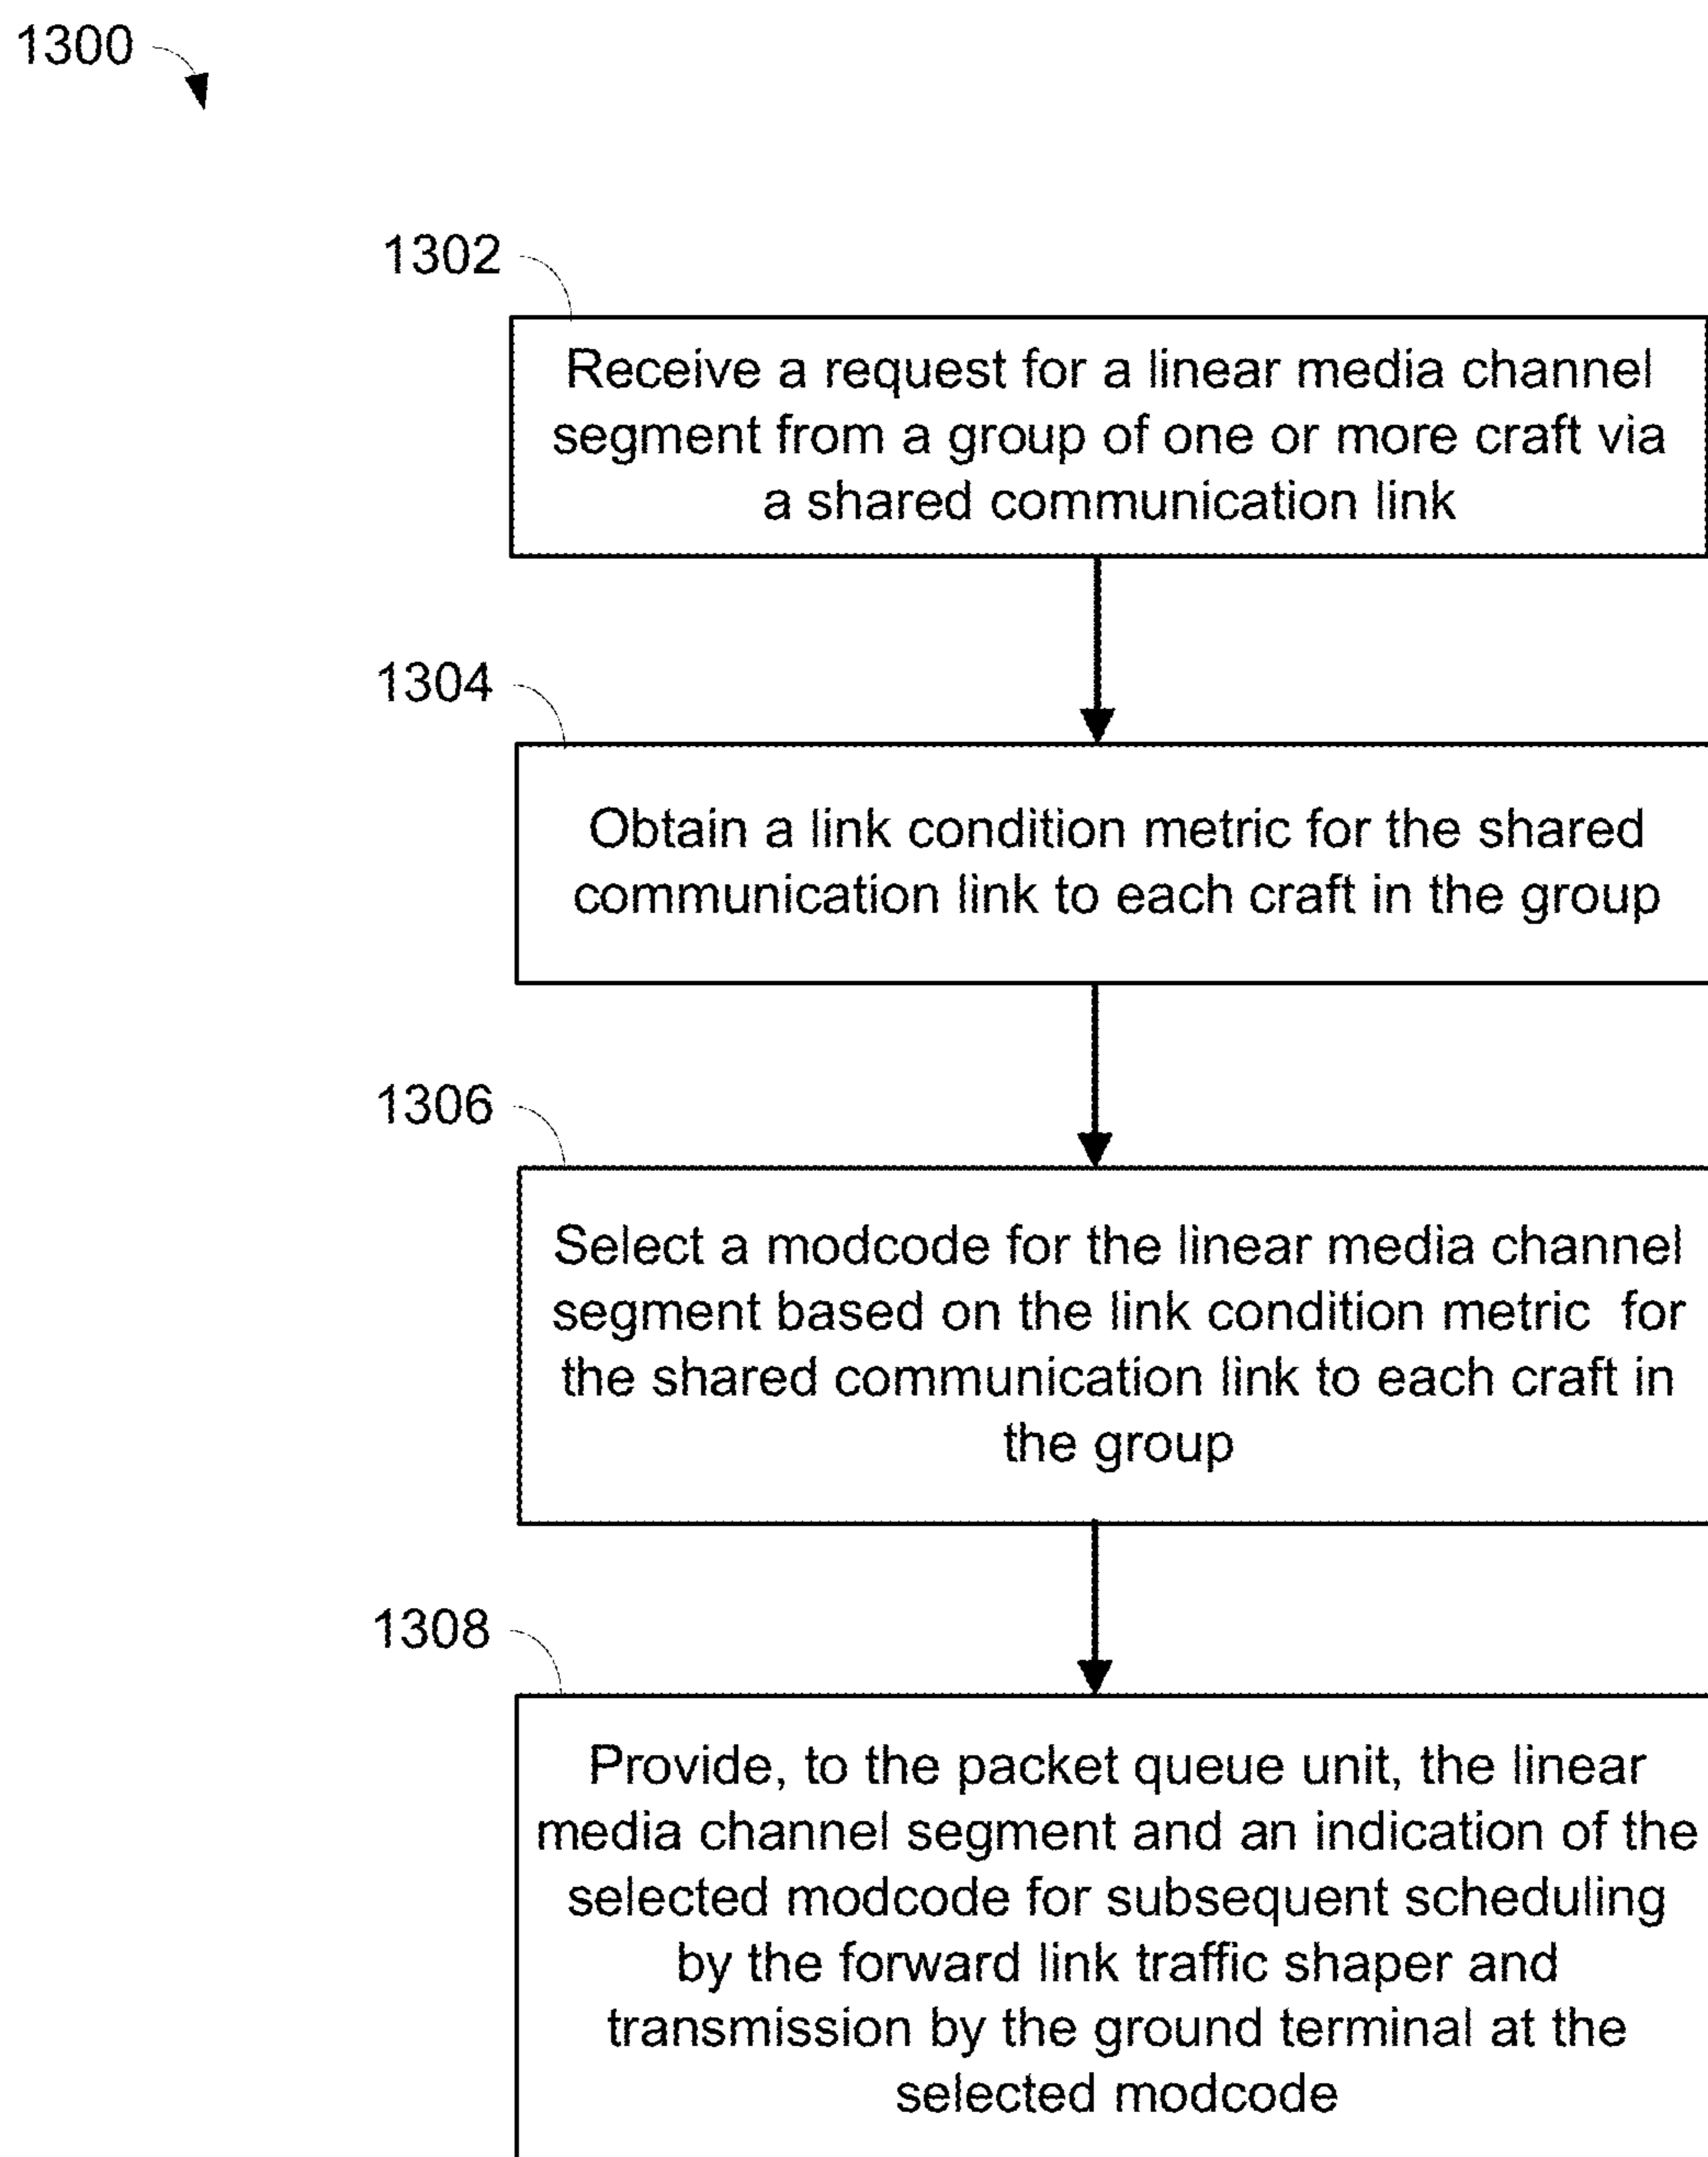 1300
1302
Receive a request for a linear media channel
segment from a group of one or more craft via
a shared communication link
1304
Obtain a link condition metric for the shared
communication link to each craft in the group
1306
Select a modcode for the linear media channel
segment based on the link condition metric for
the shared communication link to each craft in
the group
1308
Provide, to the packet queue unit, the linear
media channel segment and an indication of the
selected modcode for subsequent scheduling
by the forward link traffic shaper and
transmission by the ground terminal at the
selected modcode